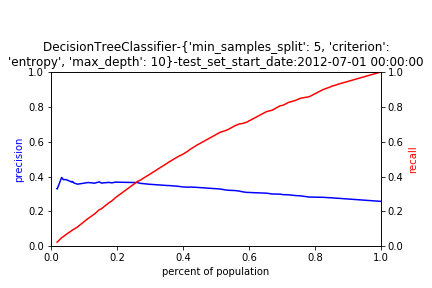 DecisionTreeClassifier-{'min_samples_split': 5, 'criterion':
'entropy', 'max_depth': 10}-test_set_start_date:2012-07-01 00:00:00
1.0
0.8
0.6
0.4
0.2
0.0
precision
1.0
0.8
0.6
0.4
0.2
0.0
recall
0.0 0.2 0.4 0.6 0.8 1.0
percent of population